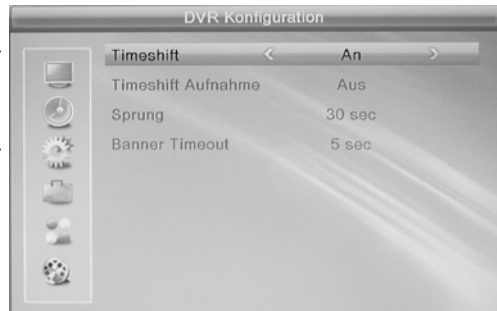 DVR Konfiguration
Timeshift < An >
Timeshift Aufnahme Aus
Sprung 30 sec
Banner Timeout 5 sec